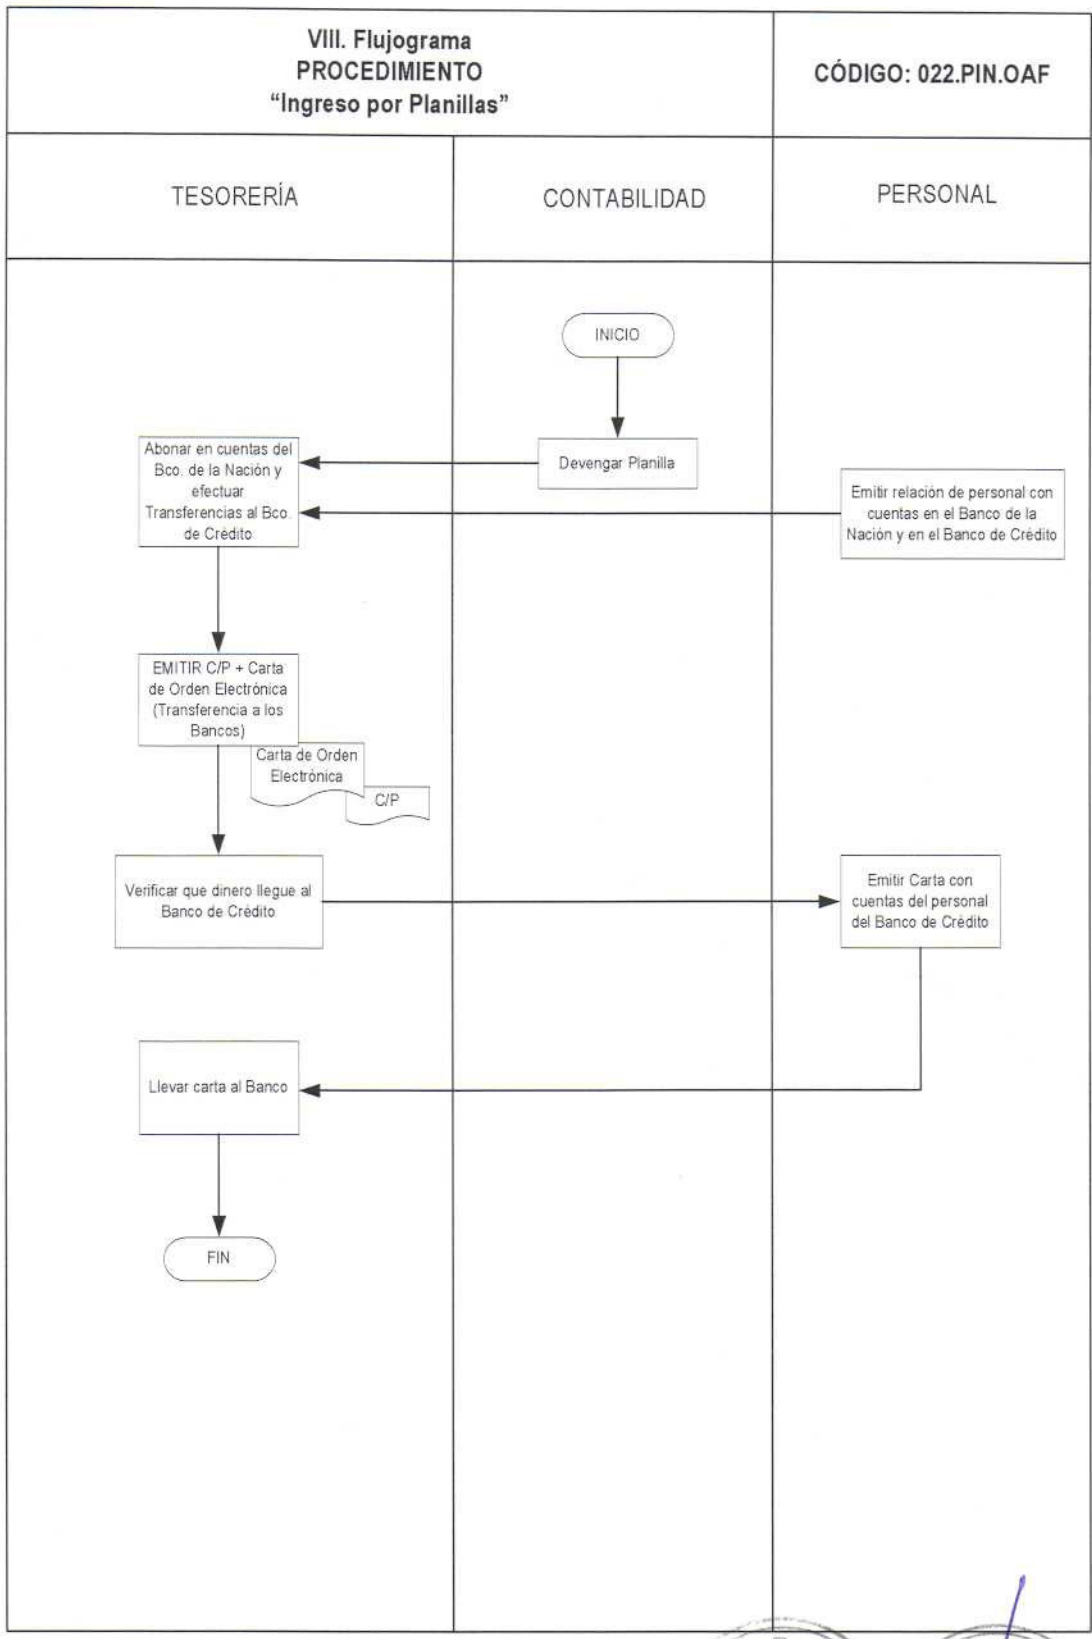 VIII. Flujograma
PROCEDIMIENTO
“Ingreso por Planillas”
CÓDIGO: 022.PIN.OAF
TESORERÍA
CONTABILIDAD
PERSONAL
INICIO
Devengar Planilla
Abonar en cuentas del
Bco. de la Nación y
efectuar
Transferencias al Bco.
de Crédito
Emitir relación de personal con
cuentas en el Banco de la
Nación y en el Banco de Crédito
EMITIR C/P + Carta
de Orden Electrónica
(Transferencia a los
Bancos)
Carta de Orden
Electrónica
C/P
Verificar que dinero llegue al
Banco de Crédito
Emitir Carta con
cuentas del personal
del Banco de Crédito
Llevar carta al Banco
FIN